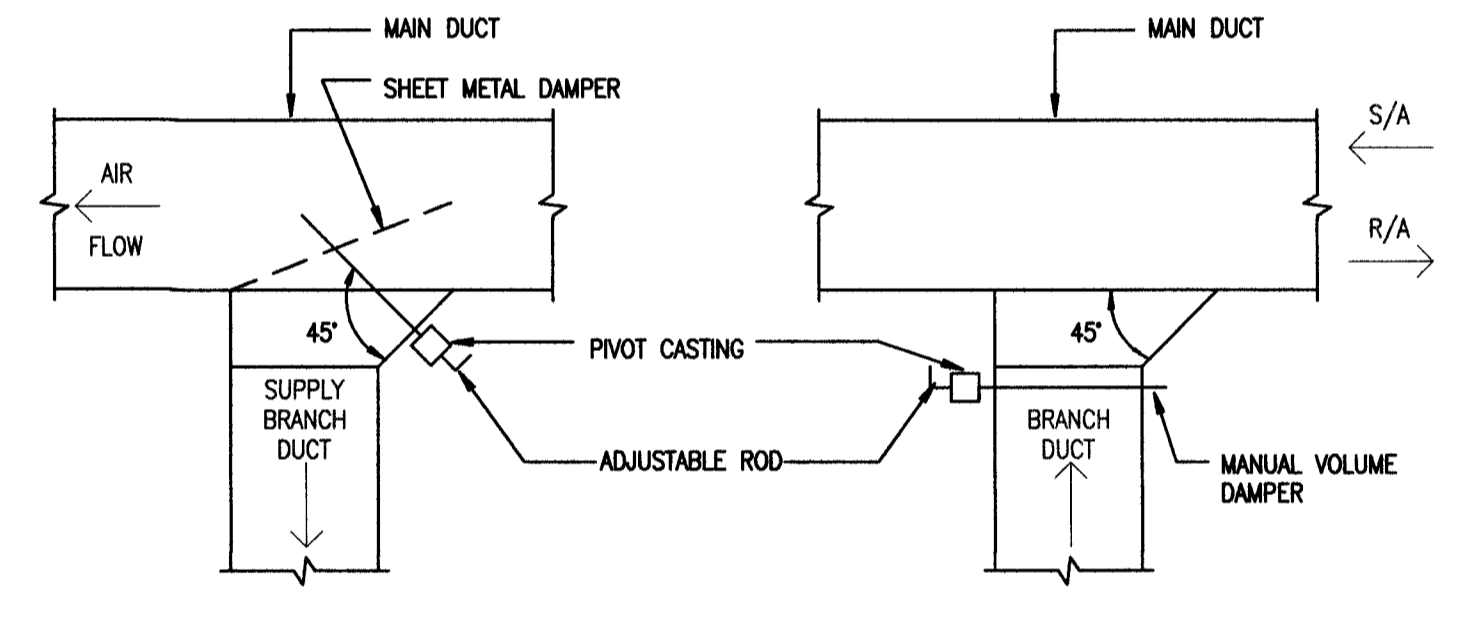 MAIN DUCT
SHEET METAL DAMPER
AIR
FLOW
45°
SUPPLY
BRANCH
DUCT
PIVOT CASTING
ADJUSTABLE ROD
MAIN DUCT
S/A
R/A
45°
BRANCH
DUCT
MANUAL VOLUME
DAMPER